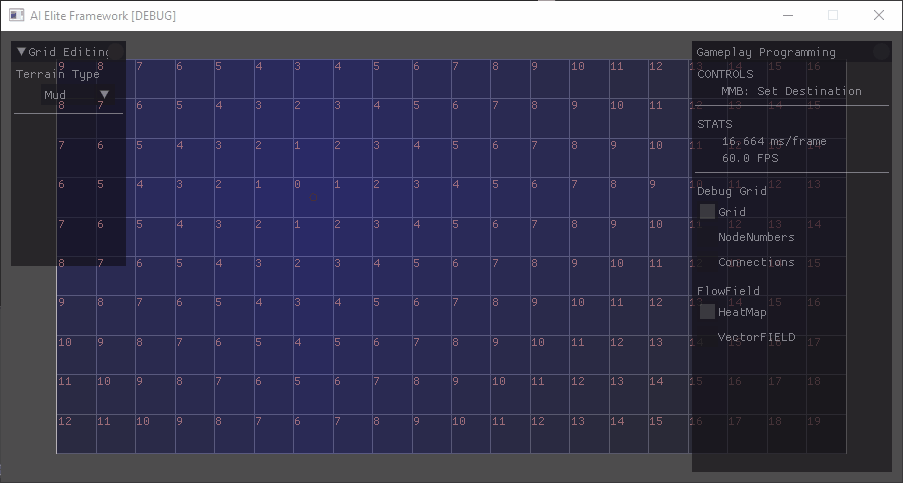 AI Elite Framework [DEBUG]
Grid Editing
Terrain Type
Mud
9 8 7 6 5 4 3 4 5 6 7 8 9 10 11 12 13 14 15 16
8 7 6 5 4 3 2 3 4 5 6 7 8 9 10 11 12 13 14 15
7 6 5 4 3 2 1 2 3 4 5 6 7 8 9 10 11 12 13 14
6 5 4 3 2 1 0 1 2 3 4 5 6 7 8 9 10 11 12 13
7 6 5 4 3 2 1 2 3 4 5 6 7 8 9 10 11 12 13 14
8 7 6 5 4 3 2 3 4 5 6 7 8 9 10 11 12 13 14 15
9 8 7 6 5 4 3 4 5 6 7 8 9 10 11 12 13 14 15 16
10 9 8 7 6 5 4 5 6 7 8 9 10 11 12 13 14 15 16 17
11 10 9 8 7 6 5 6 7 8 9 10 11 12 13 14 15 16 17 18
12 11 10 9 8 7 6 7 8 9 10 11 12 13 14 15 16 17 18 19
Gameplay Programming
CONTROLS
MMB: Set Destination
STATS
16.664 ms/frame
60.0 FPS
Debug Grid
Grid
NodeNumbers
Connections
FlowField
HeatMap
VectorFIELD